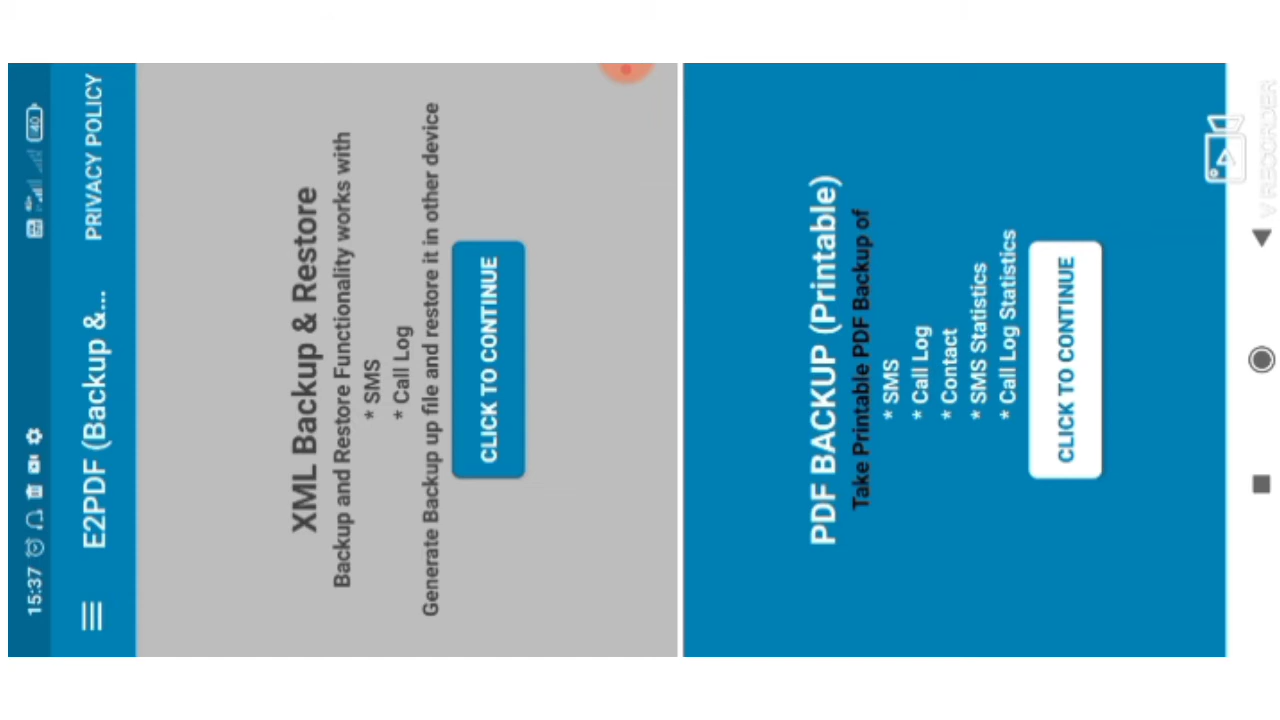 15:37
40
E2PDF (Backup &...
PRIVACY POLICY
XML Backup & Restore
Backup and Restore Functionality works with
* SMS
* Call Log
Generate Backup up file and restore it in other device
CLICK TO CONTINUE
PDF BACKUP (Printable)
Take Printable PDF Backup of
* SMS
* Call Log
* Contact
* SMS Statistics
* Call Log Statistics
CLICK TO CONTINUE
V RECORDER